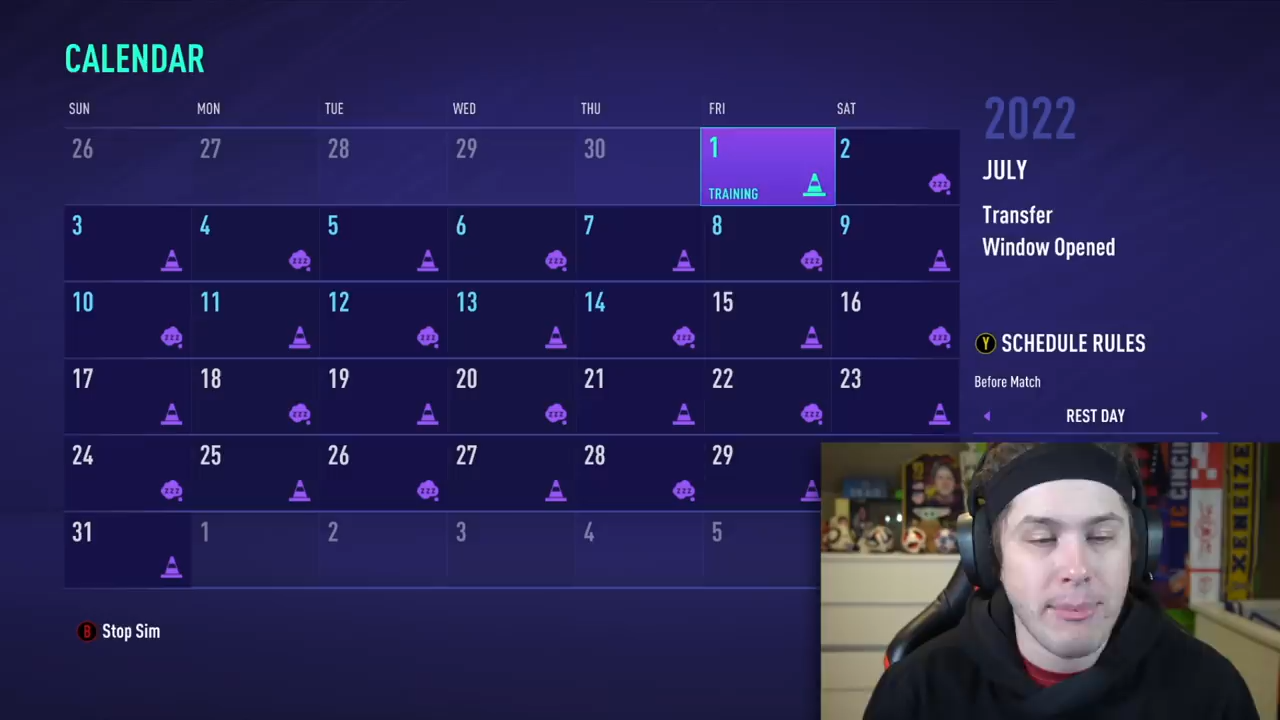 CALENDAR
SUN MON TUE WED THU FRI SAT
26 27 28 29 30 1 2
TRAINING
3 4 5 6 7 8 9
10 11 12 13 14 15 16
17 18 19 20 21 22 23
24 25 26 27 28 29
31 1 2 3 4 5
B Stop Sim
2022
JULY
Transfer
Window Opened
Y SCHEDULE RULES
Before Match
REST DAY
FC CINCI
XENEIZE